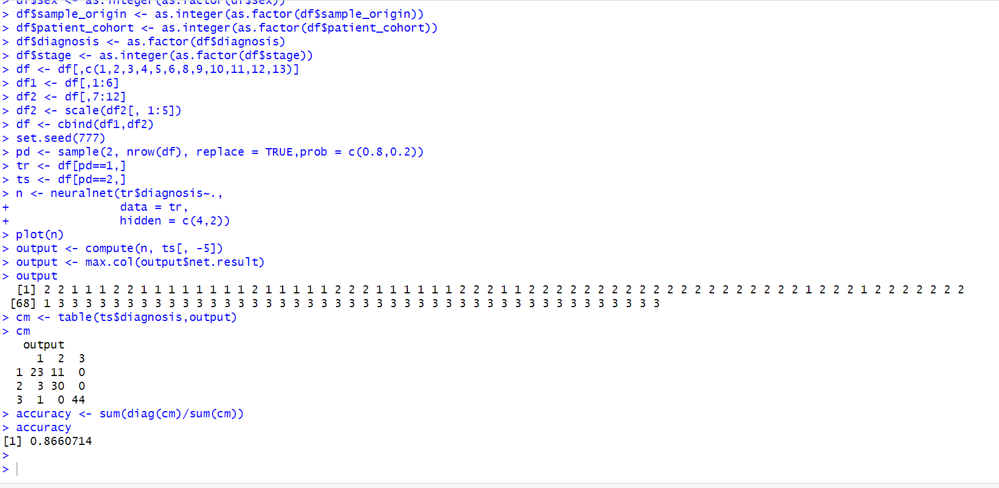 > df$sex <- as.integer(as.factor(df$sex))
> df$sample_origin <- as.integer(as.factor(df$sample_origin))
> df$patient_cohort <- as.integer(as.factor(df$patient_cohort))
> df$diagnosis <- as.factor(df$diagnosis)
> df$stage <- as.integer(as.factor(df$stage))
> df <- df[,c(1,2,3,4,5,6,8,9,10,11,12,13)]
> df1 <- df[,1:6]
> df2 <- df[,7:12]
> df2 <- scale(df2[, 1:5])
> df <- cbind(df1,df2)
> set.seed(777)
> pd <- sample(2, nrow(df), replace = TRUE,prob = c(0.8,0.2))
> tr <- df[pd==1,]
> ts <- df[pd==2,]
> n <- neuralnet(tr$diagnosis~.,
+                data = tr,
+                hidden = c(4,2))
> plot(n)
> output <- compute(n, ts[, -5])
> output <- max.col(output$net.result)
> output
[1] 2 2 1 1 1 2 2 1 1 1 1 1 1 1 1 2 1 1 1 1 1 2 2 2 1 1 1 1 1 1 2 2 2 1 1 2 2 2 2 2 2 2 2 2 2 2 2 2 2 2 2 2 2 2 2 1 2 2 2 1 2 2 2 2 2 2 2
[68] 1 3 3 3 3 3 3 3 3 3 3 3 3 3 3 3 3 3 3 3 3 3 3 3 3 3 3 3 3 3 3 3 3 3 3 3 3 3 3 3 3 3 3 3 3
> cm <- table(ts$diagnosis,output)
> cm
   output
     1  2  3
  1 23 11  0
  2  3 30  0
  3  1  0 44
> accuracy <- sum(diag(cm)/sum(cm))
> accuracy
[1] 0.8660714
>
>